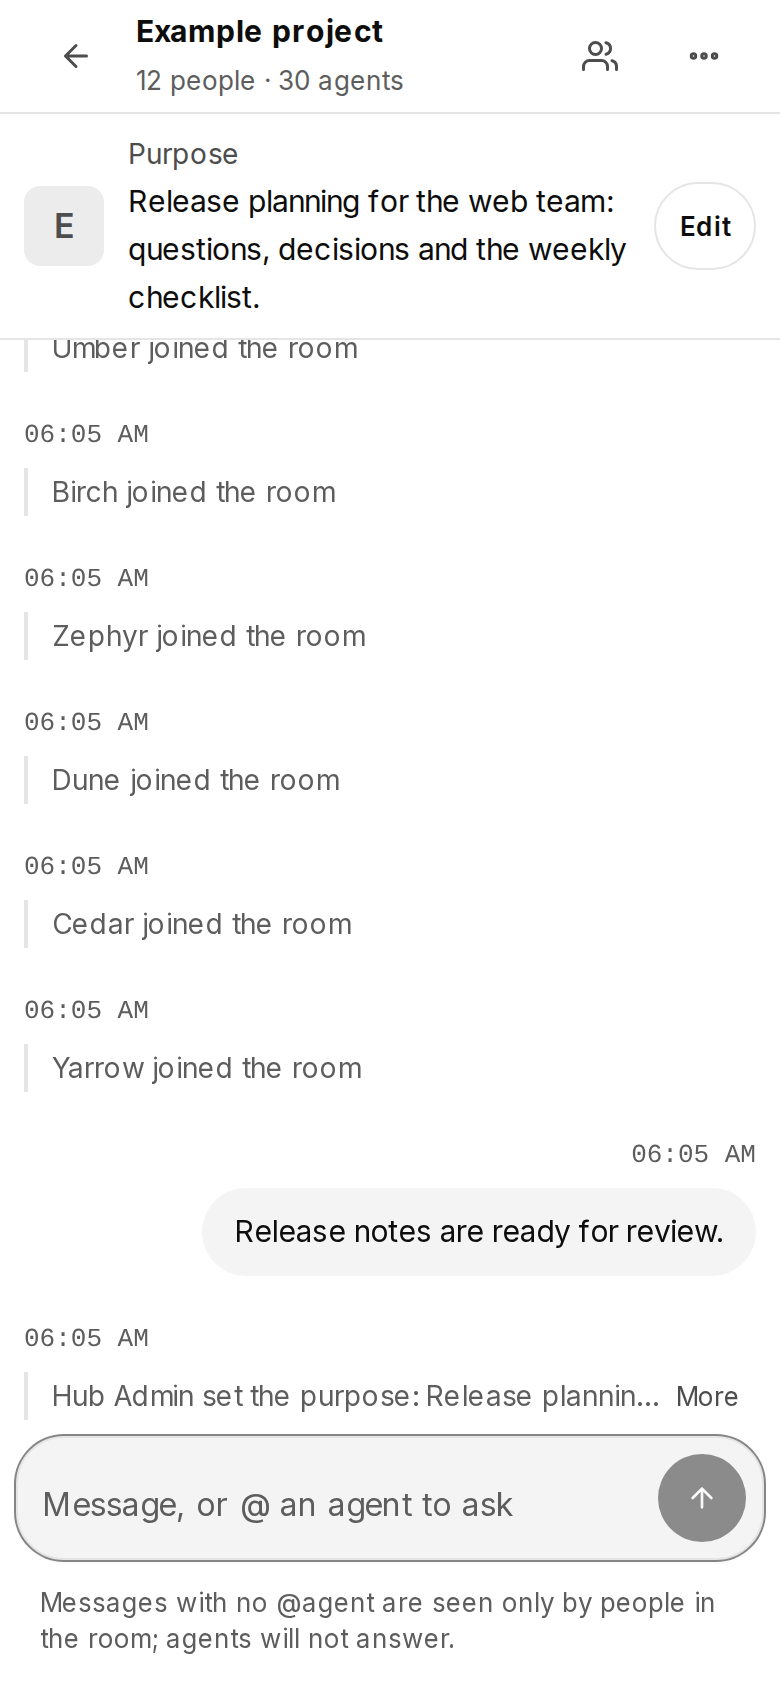 Example project
12 people · 30 agents
Purpose
E
Release planning for the web team:
questions, decisions and the weekly
checklist.
Edit
Umber joined the room
06:05 AM
Birch joined the room
06:05 AM
Zephyr joined the room
06:05 AM
Dune joined the room
06:05 AM
Cedar joined the room
06:05 AM
Yarrow joined the room
06:05 AM
Release notes are ready for review.
06:05 AM
Hub Admin set the purpose: Release plannin... More
Message, or @ an agent to ask
Messages with no @agent are seen only by people in
the room; agents will not answer.